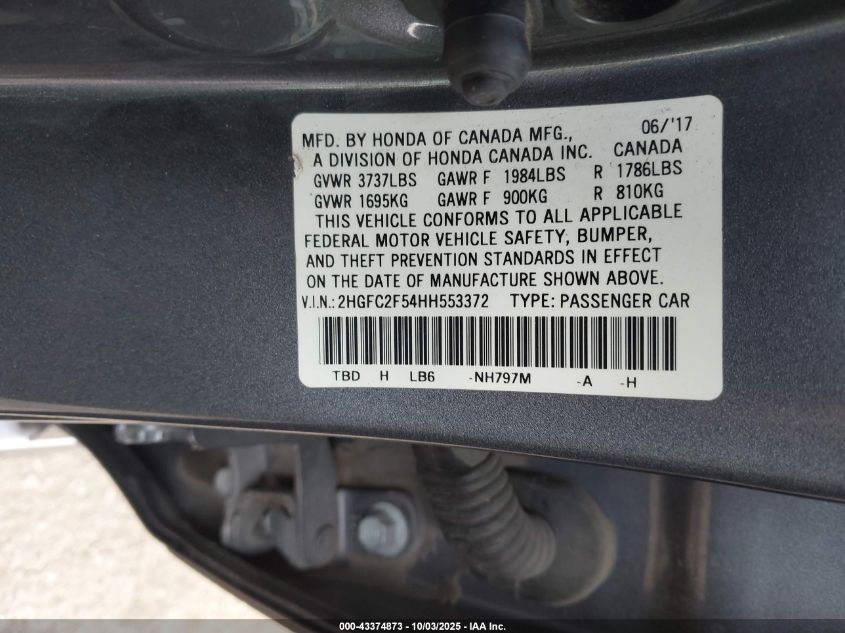 MFD. BY HONDA OF CANADA MFG., 06/'17
A DIVISION OF HONDA CANADA INC. CANADA
GVWR 3737LBS GAWR F 1984LBS R 1786LBS
GVWR 1695KG GAWR F 900KG R 810KG
THIS VEHICLE CONFORMS TO ALL APPLICABLE
FEDERAL MOTOR VEHICLE SAFETY, BUMPER,
AND THEFT PREVENTION STANDARDS IN EFFECT
ON THE DATE OF MANUFACTURE SHOWN ABOVE.
V.I.N.: 2HGFC2F54HH553372 TYPE: PASSENGER CAR
TBD H LB6 -NH797M -A -H
000-43374873 - 10/03/2025 - IAA Inc.